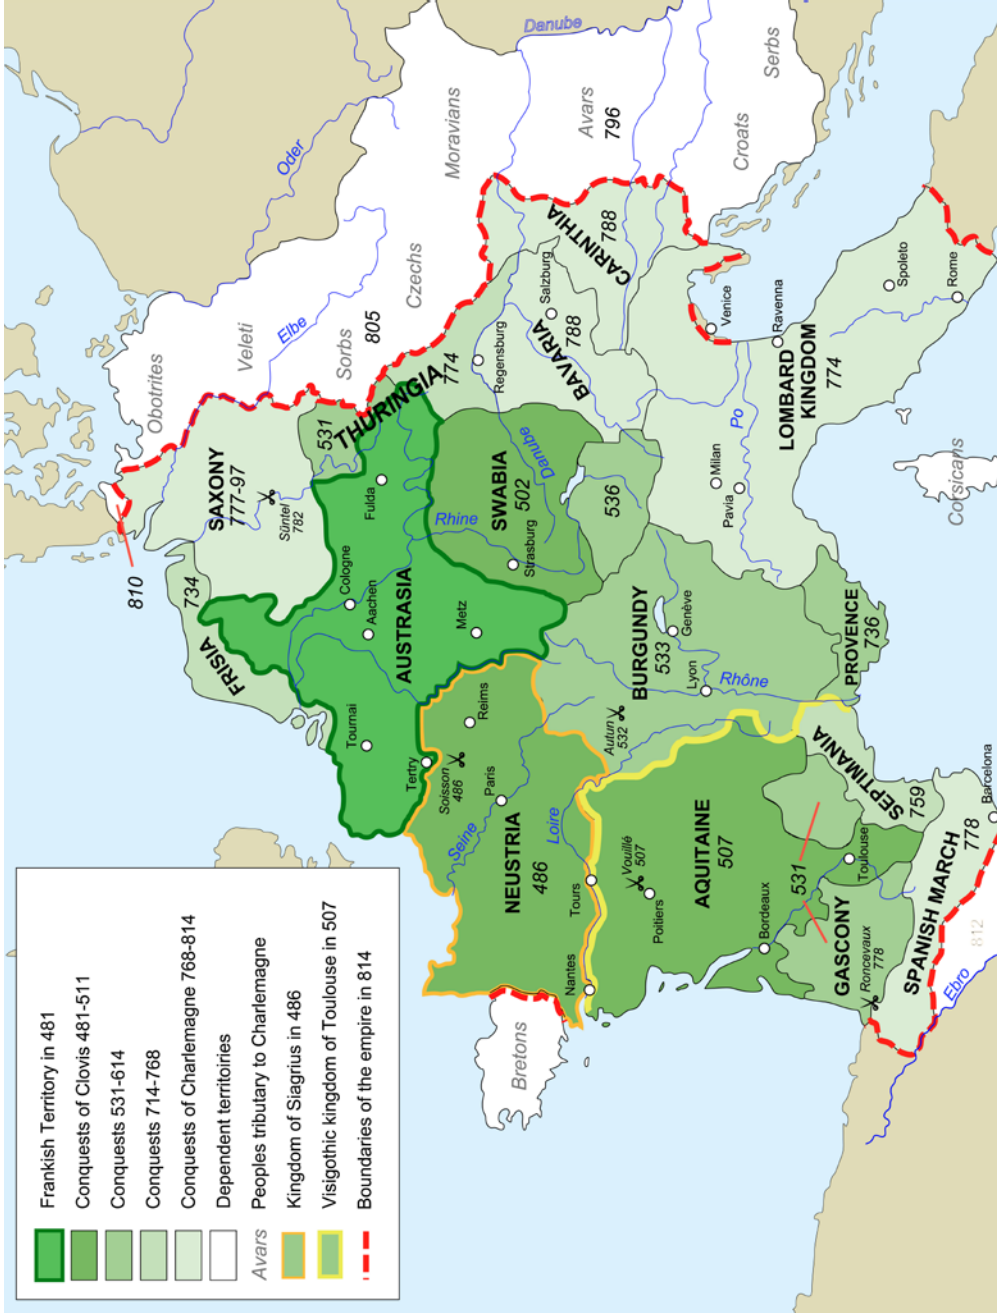 Frankish Territory in 481
Conquests of Clovis 481-511
Conquests 531-614
Conquests 714-768
Conquests of Charlemagne 768-814
Dependent territoiries
Avars
Peoples tributary to Charlemagne
Kingdom of Siagrius in 486
Visigothic kingdom of Toulouse in 507
Boundaries of the empire in 814
Bretons
Nantes
Tours
Loire
NEUSTRIA
486
Seine
Paris
Soisson
486
Reims
Tertry
Tournai
FRISIA
734
810
SAXONY
777-97
Süntel
782
Obotrites
Veleti
Elbe
Sorbs
805
Czechs
Oder
Moravians
Danube
Avars
796
Croats
Serbs
AUSTRASIA
Cologne
Aachen
Metz
Fulda
531
THURINGIA
774
Rhine
SWABIA
502
Danube
Strasburg
536
Regensburg
BAVARIA
788
Salzburg
CARINTHIA
788
BURGUNDY
533
Genève
Lyon
Rhône
Autun
532
AQUITAINE
507
Vouillé
507
Poitiers
Bordeaux
531
Toulouse
GASCONY
Roncevaux
778
SPANISH MARCH
778
Barcelona
812
Ebro
SEPTIMANIA
759
PROVENCE
736
LOMBARD
KINGDOM
774
Milan
Pavia
Po
Venice
Ravenna
Spoleto
Rome
Corsicans